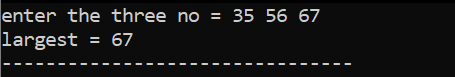 enter the three no = 35 56 67
largest = 67
--------------------------------